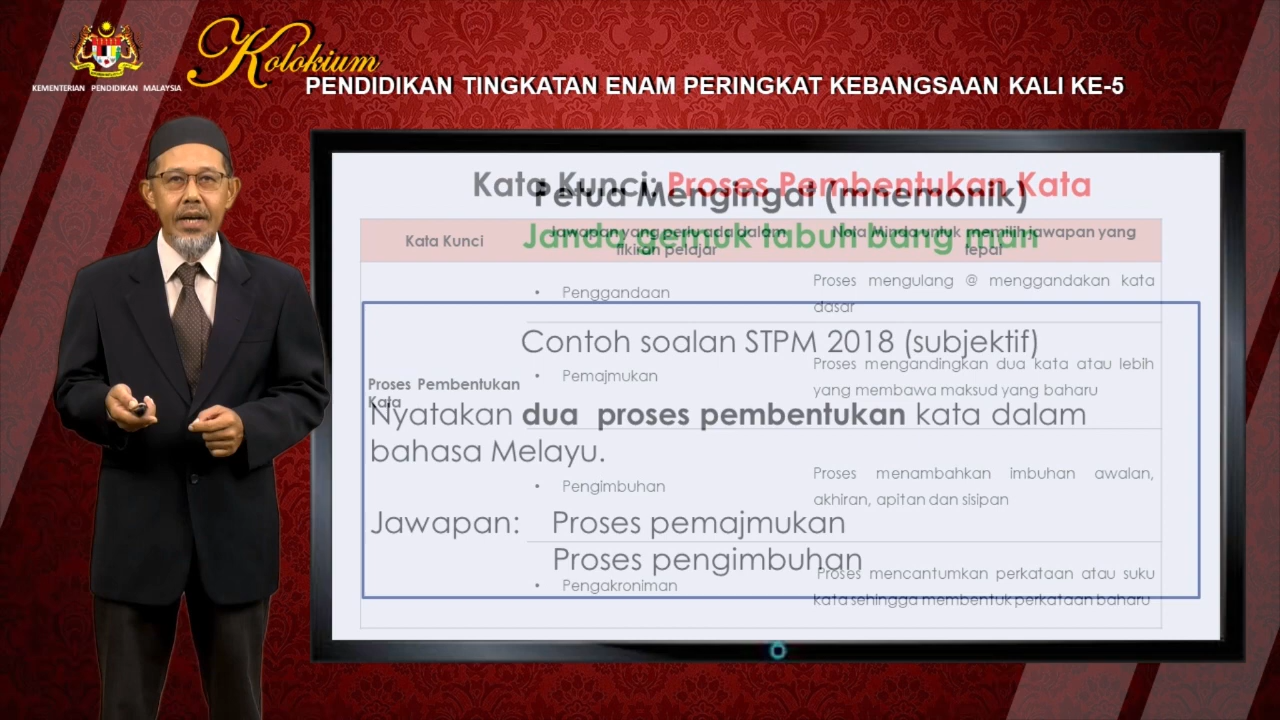 KEMENTERIAN PENDIDIKAN MALAYSIA
Kolokium
PENDIDIKAN TINGKATAN ENAM PERINGKAT KEBANGSAAN KALI KE-5
Kata Kunci: Proses Pembentukan Kata
Petua Mengingat (mnemonik)
Janda gemuk tabuh bang man
Kata Kunci
Jawapan yang perlu ada dalam
fikiran pelajar
Nota Minda untuk memilih jawapan yang
tepat
• Penggandaan
Proses mengulang @ menggandakan kata
dasar
• Pemajmukan
Proses mengandingkan dua kata atau lebih
yang membawa maksud yang baharu
Proses Pembentukan
Kata
• Pengimbuhan
Proses menambahkan imbuhan awalan,
akhiran, apitan dan sisipan
• Pengakroniman
Proses mencantumkan perkataan atau suku
kata sehingga membentuk perkataan baharu
Contoh soalan STPM 2018 (subjektif)
Nyatakan dua proses pembentukan kata dalam
bahasa Melayu.
Jawapan: Proses pemajmukan
Proses pengimbuhan